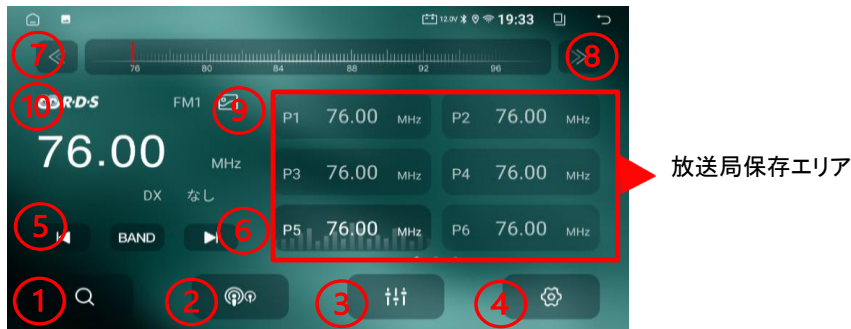 12.0V 19:33
⑦ ⑧
76 80 84 88 92 96
⑩ R·D·S FM1 ⑨
76.00 MHz
DX なし
⑤ BAND ⑥
P1 76.00 MHz P2 76.00 MHz
P3 76.00 MHz P4 76.00 MHz
P5 76.00 MHz P6 76.00 MHz
放送局保存エリア
① ② ③ ④